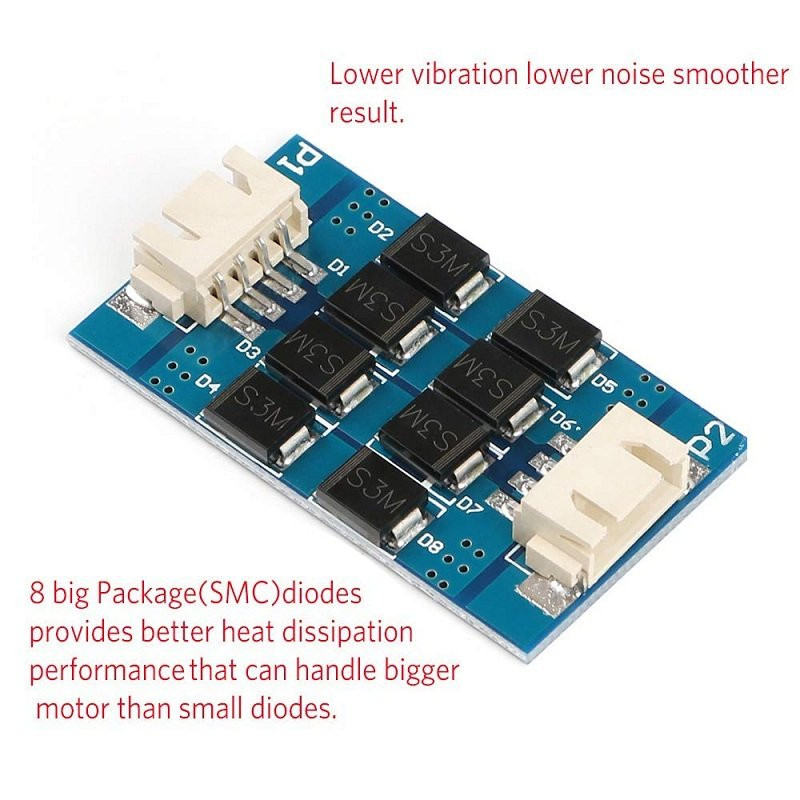 Lower vibration lower noise smoother
result.
P1
D2
S3M
D1
S3M
S3M
D3
S3M
D4
S3M
D5
S3M
D6
S3M
P2
S3M
D7
D8
8 big Package(SMC)diodes
provides better heat dissipation
performance that can handle bigger
motor than small diodes.